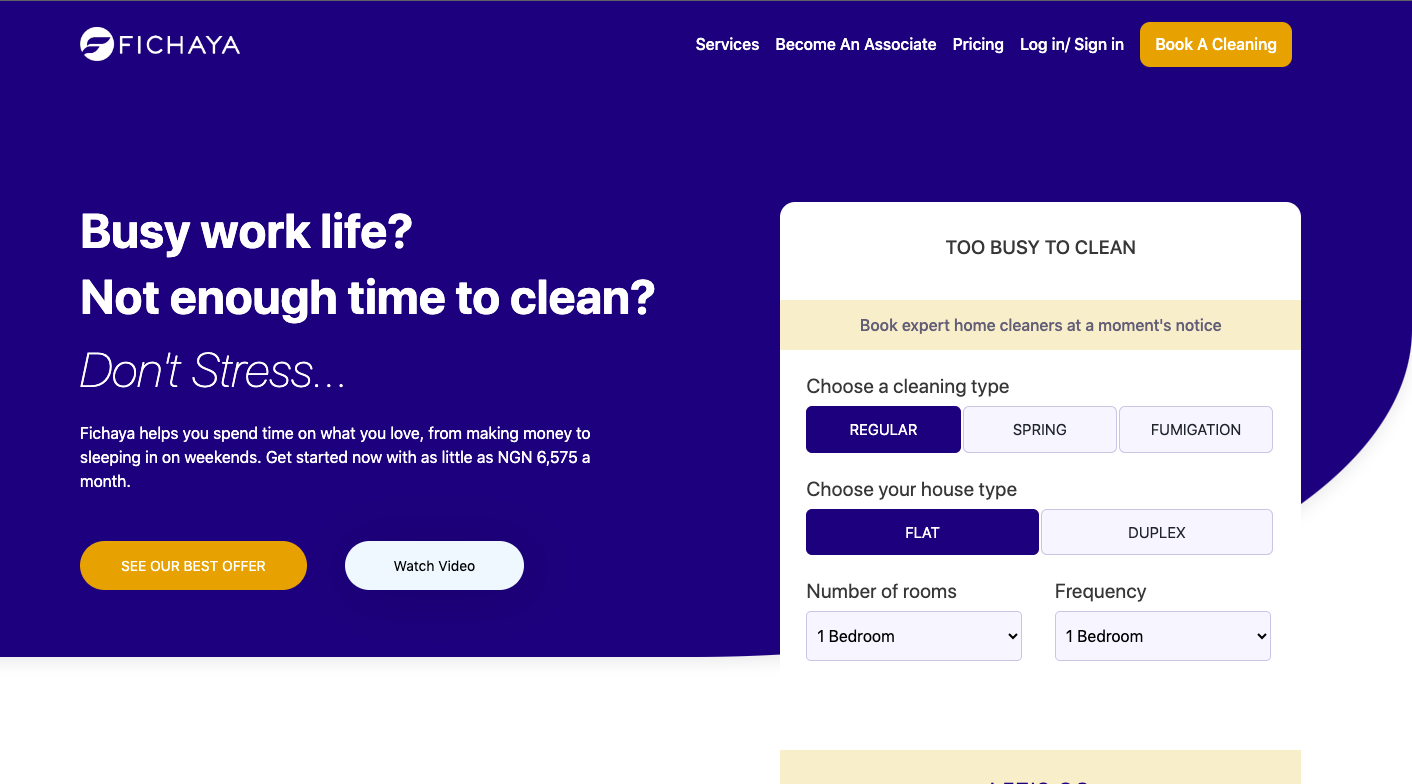 FICHAYA
Services Become An Associate Pricing Log in/ Sign in Book A Cleaning
Busy work life?
Not enough time to clean?
Don't Stress...
Fichaya helps you spend time on what you love, from making money to
sleeping in on weekends. Get started now with as little as NGN 6,575 a
month.
SEE OUR BEST OFFER Watch Video
TOO BUSY TO CLEAN
Book expert home cleaners at a moment's notice
Choose a cleaning type
REGULAR SPRING FUMIGATION
Choose your house type
FLAT DUPLEX
Number of rooms Frequency
1 Bedroom 1 Bedroom